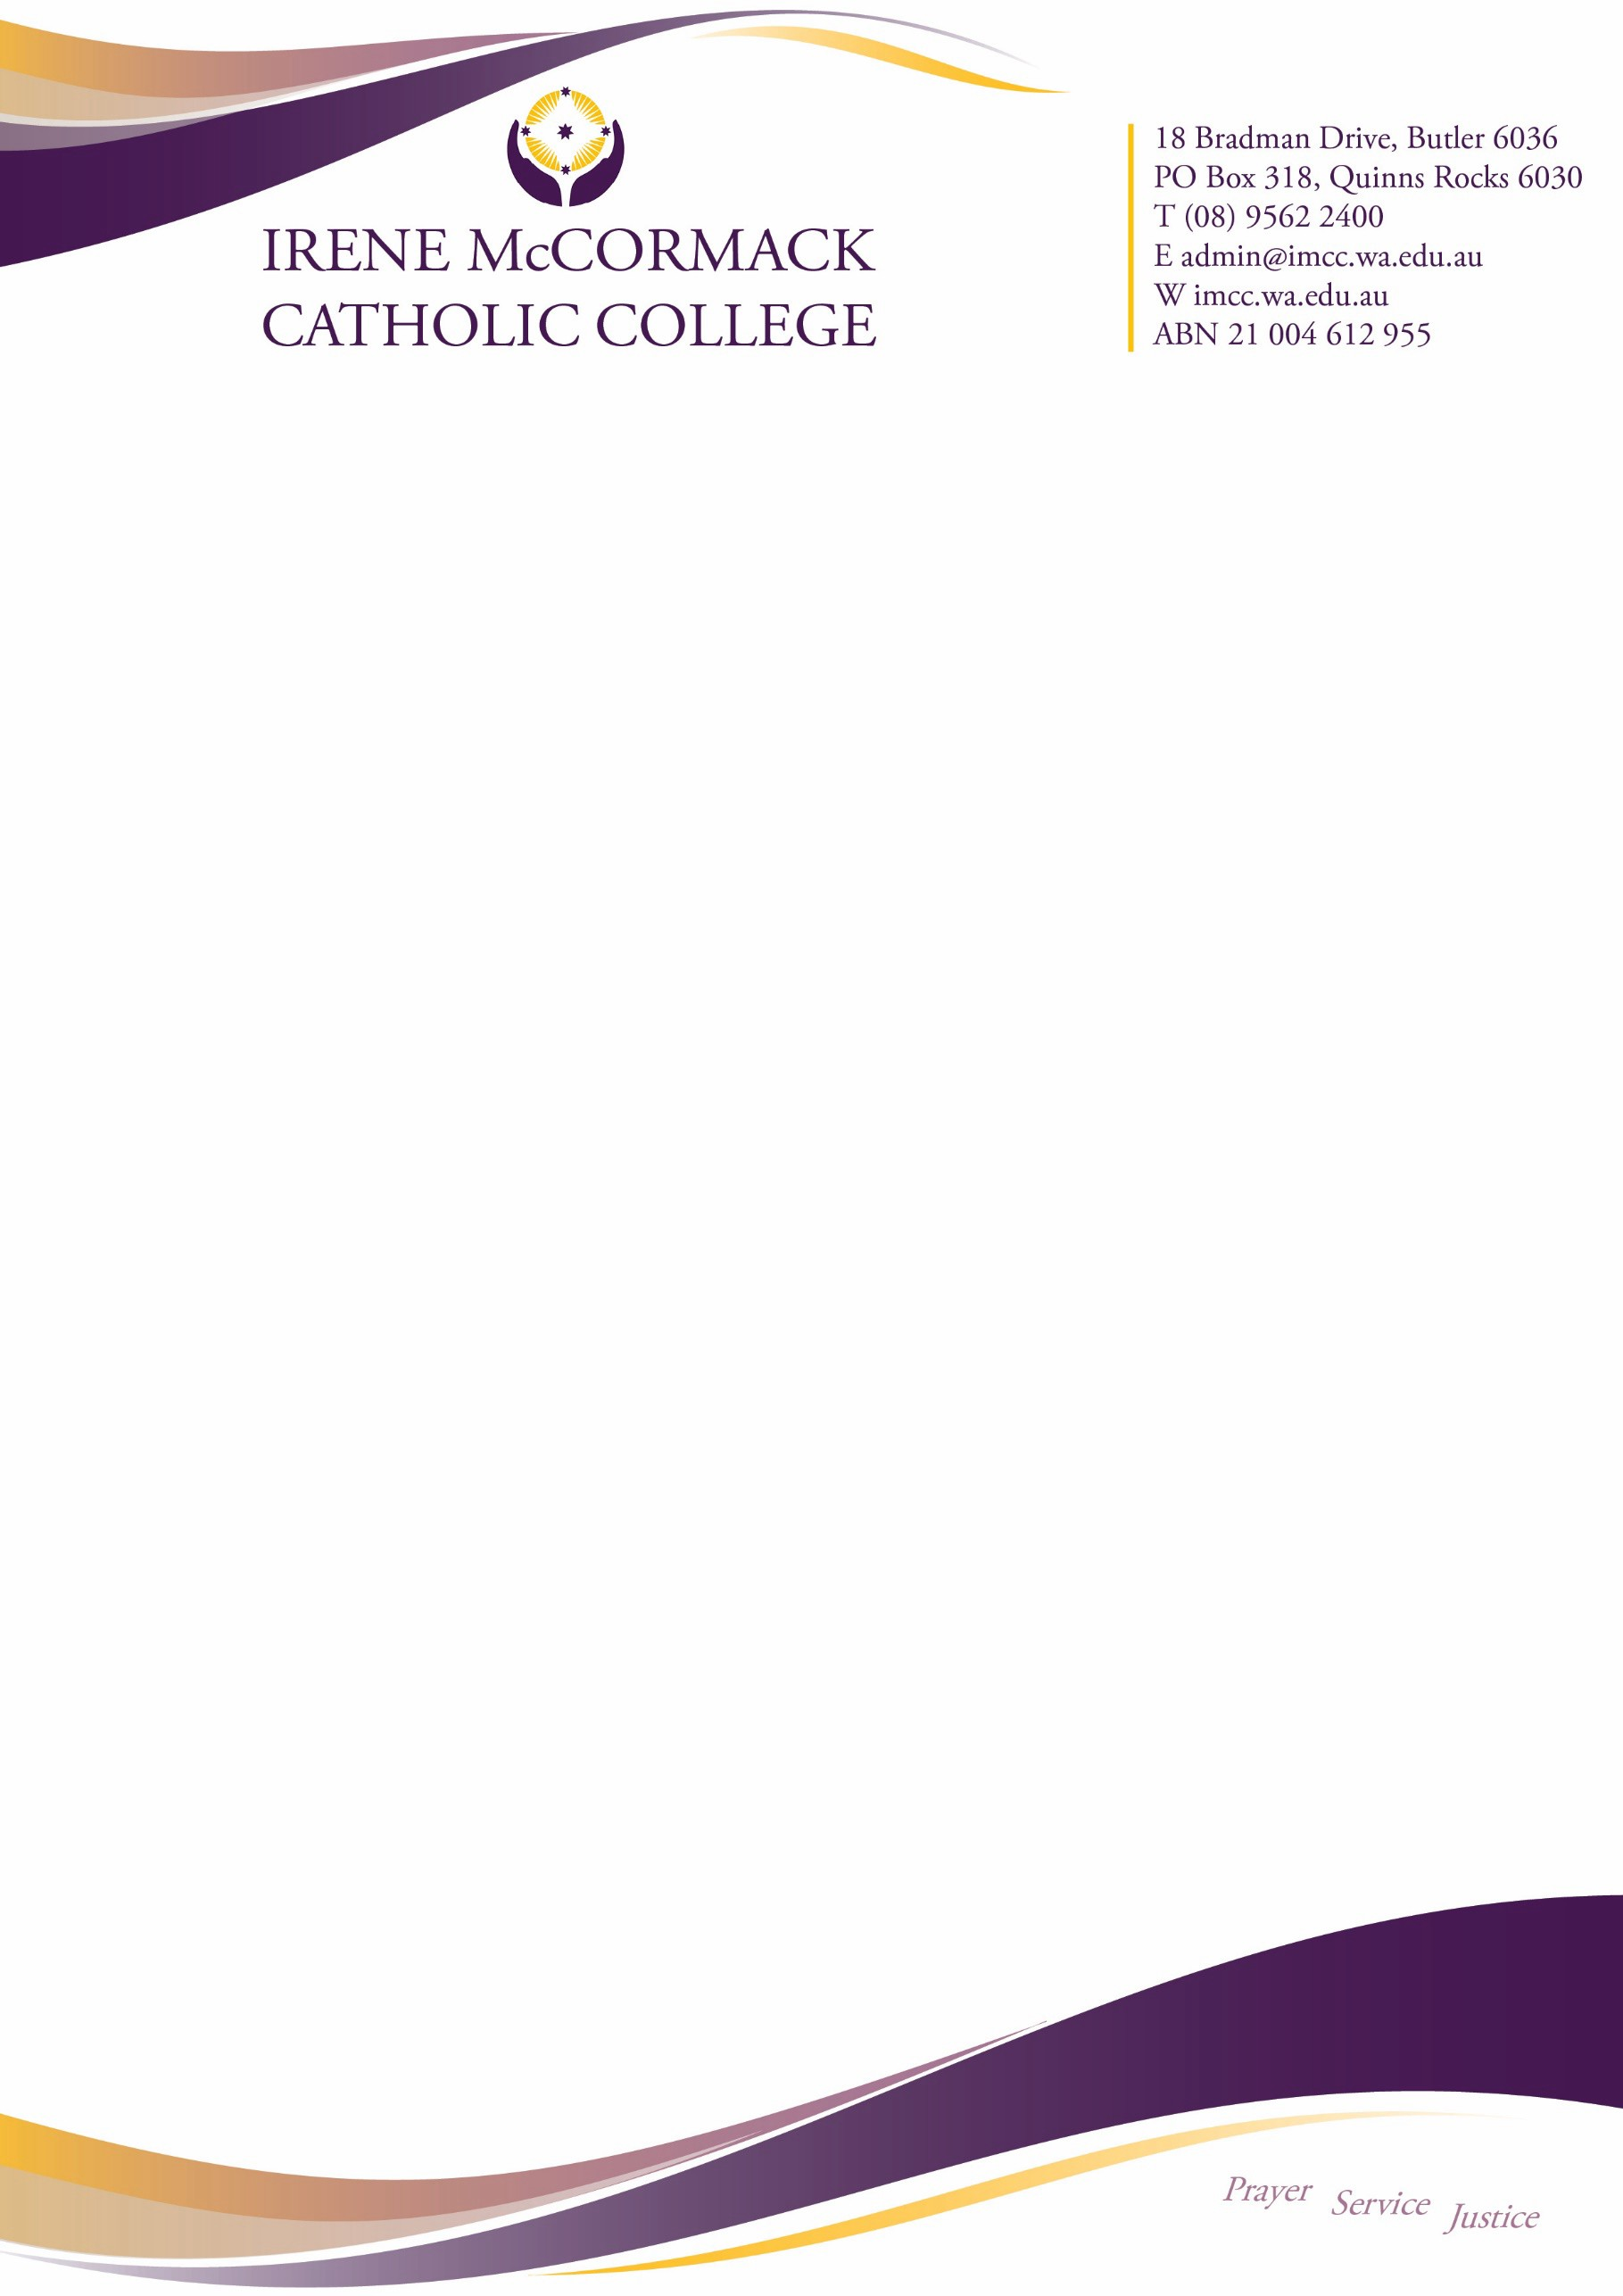 IRENE McCORMACK
CATHOLIC COLLEGE
18 Bradman Drive, Butler 6036
PO Box 318, Quinns Rocks 6030
T (08) 9562 2400
E admin@imcc.wa.edu.au
W imcc.wa.edu.au
ABN 21 004 612 955
Prayer Service Justice